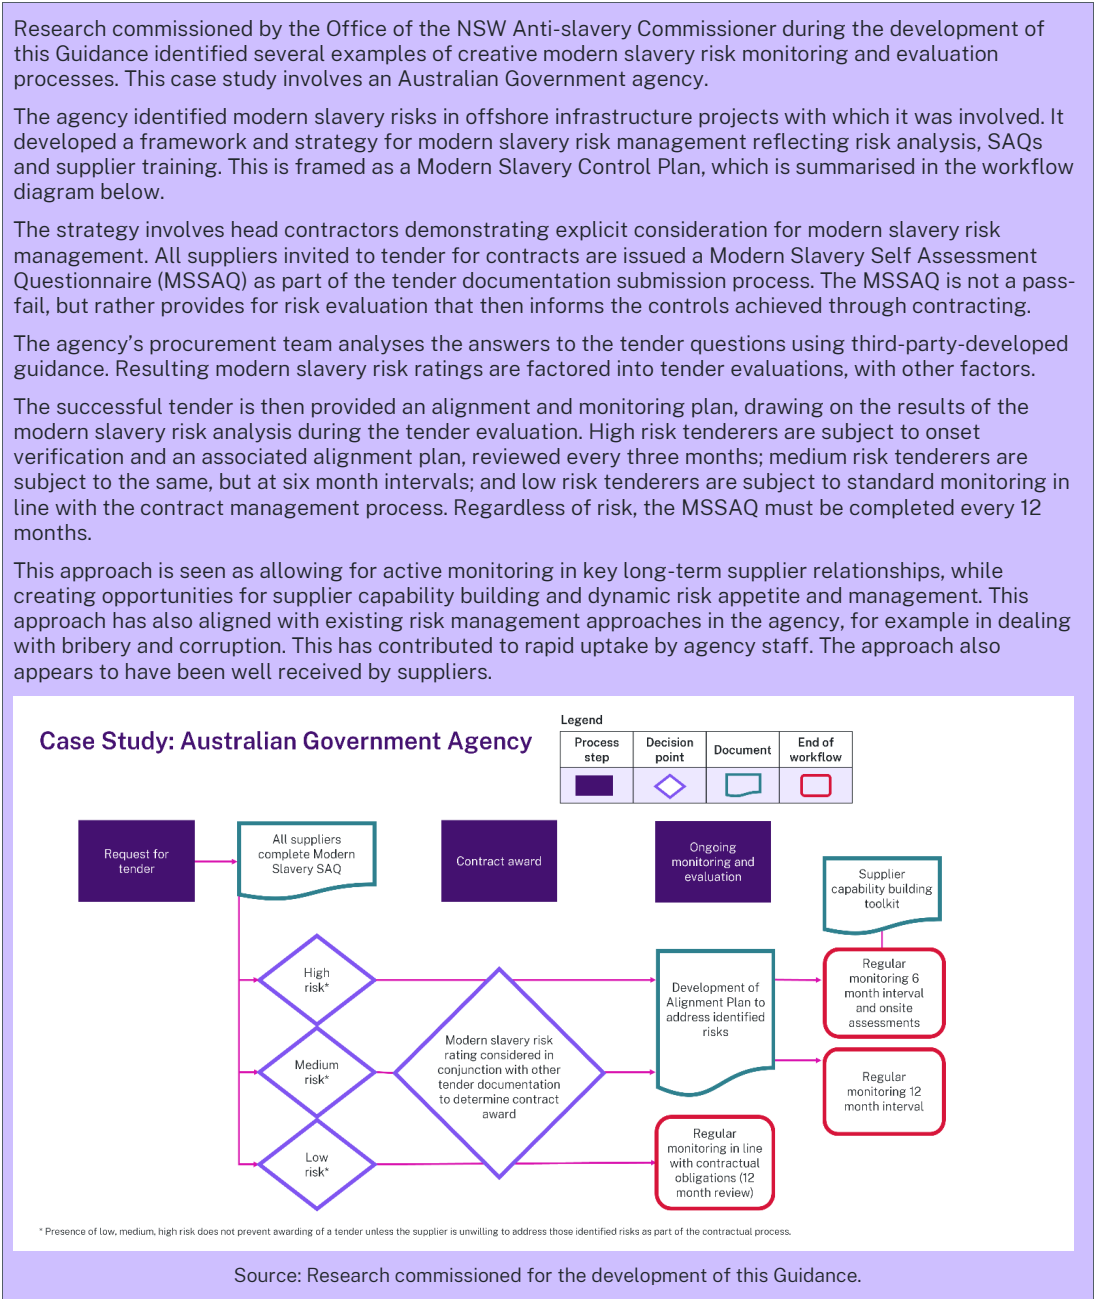 Research commissioned by the Office of the NSW Anti-slavery Commissioner during the development of
this Guidance identified several examples of creative modern slavery risk monitoring and evaluation
processes. This case study involves an Australian Government agency.
The agency identified modern slavery risks in offshore infrastructure projects with which it was involved. It
developed a framework and strategy for modern slavery risk management reflecting risk analysis, SAQs
and supplier training. This is framed as a Modern Slavery Control Plan, which is summarised in the workflow
diagram below.
The strategy involves head contractors demonstrating explicit consideration for modern slavery risk
management. All suppliers invited to tender for contracts are issued a Modern Slavery Self Assessment
Questionnaire (MSSAQ) as part of the tender documentation submission process. The MSSAQ is not a pass-
fail, but rather provides for risk evaluation that then informs the controls achieved through contracting.
The agency’s procurement team analyses the answers to the tender questions using third-party-developed
guidance. Resulting modern slavery risk ratings are factored into tender evaluations, with other factors.
The successful tender is then provided an alignment and monitoring plan, drawing on the results of the
modern slavery risk analysis during the tender evaluation. High risk tenderers are subject to onset
verification and an associated alignment plan, reviewed every three months; medium risk tenderers are
subject to the same, but at six month intervals; and low risk tenderers are subject to standard monitoring in
line with the contract management process. Regardless of risk, the MSSAQ must be completed every 12
months.
This approach is seen as allowing for active monitoring in key long-term supplier relationships, while
creating opportunities for supplier capability building and dynamic risk appetite and management. This
approach has also aligned with existing risk management approaches in the agency, for example in dealing
with bribery and corruption. This has contributed to rapid uptake by agency staff. The approach also
appears to have been well received by suppliers.
Case Study: Australian Government Agency
Legend
Process
step
Decision
point
Document
End of
workflow
Request for
tender
All suppliers
complete Modern
Slavery SAQ
Contract award
Ongoing
monitoring and
evaluation
Supplier
capability building
toolkit
High
risk*
Medium
risk*
Low
risk*
Modern slavery risk
rating considered in
conjunction with other
tender documentation
to determine contract
award
Development of
Alignment Plan to
address identified
risks
Regular
monitoring 6
month interval
and onsite
assessments
Regular
monitoring 12
month interval
Regular
monitoring in line
with contractual
obligations (12
month review)
* Presence of low, medium, high risk does not prevent awarding of a tender unless the supplier is unwilling to address those identified risks as part of the contractual process.
Source: Research commissioned for the development of this Guidance.